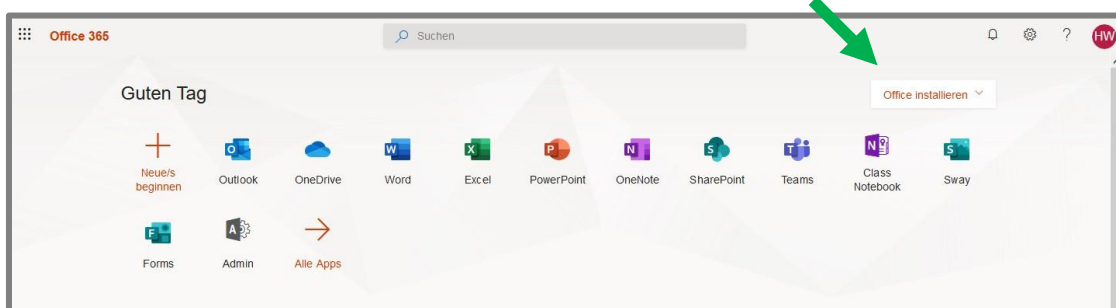 Office 365
Suchen
?
HW
Guten Tag
Office installieren
Neue/s
beginnen
Outlook
OneDrive
Word
Excel
PowerPoint
OneNote
SharePoint
Teams
Class
Notebook
Sway
Forms
Admin
Alle Apps